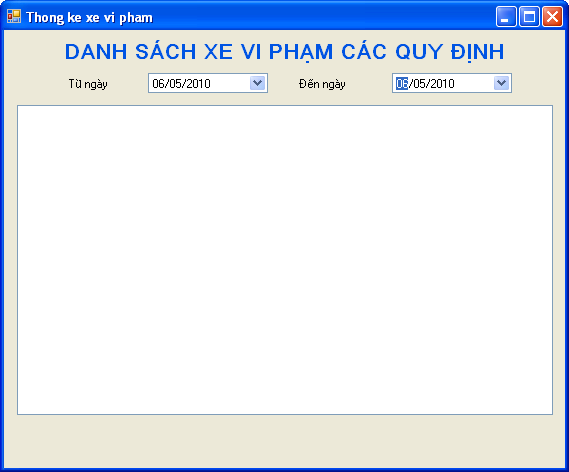 Thong ke xe vi pham
DANH SÁCH XE VI PHẠM CÁC QUY ĐỊNH
Từ ngày 06/05/2010 Đến ngày 06/05/2010